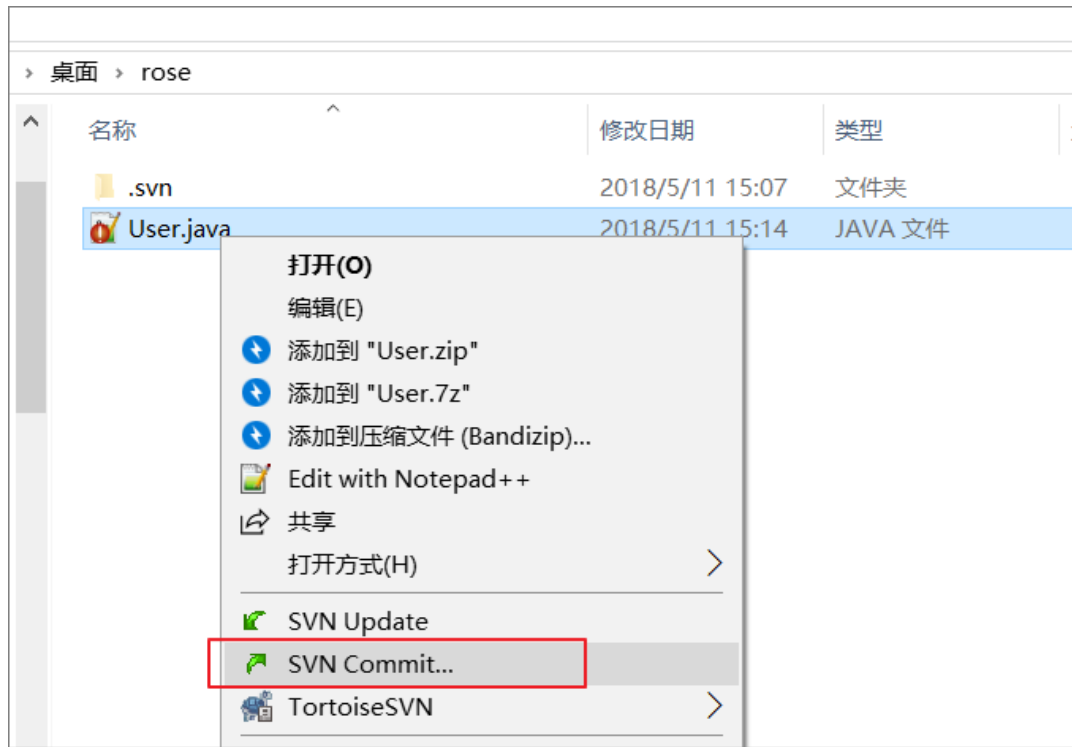 › 桌面 › rose
名称 修改日期 类型
.svn 2018/5/11 15:07 文件夹
User.java 2018/5/11 15:14 JAVA 文件
打开(O)
编辑(E)
添加到 "User.zip"
添加到 "User.7z"
添加到压缩文件 (Bandizip)...
Edit with Notepad++
共享
打开方式(H)
SVN Update
SVN Commit...
TortoiseSVN